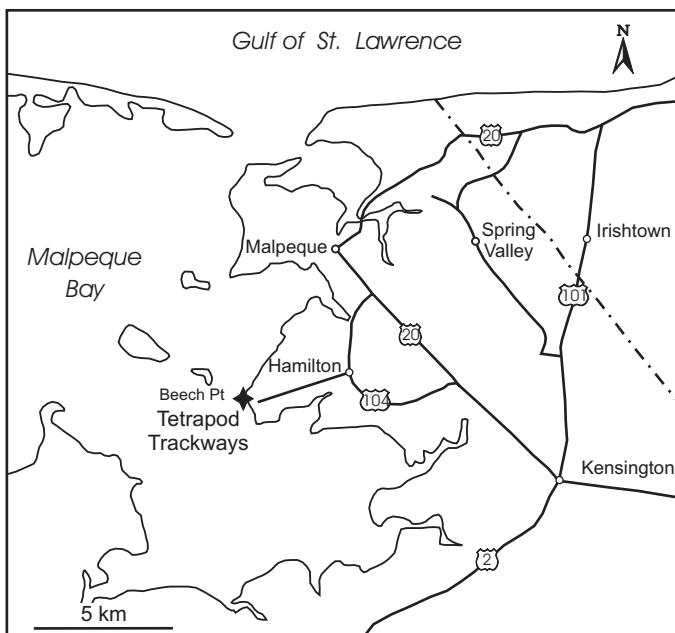 Gulf of St. Lawrence
N
20
Malpeque
Spring
Valley
Irishtown
Malpeque
Bay
101
20
Hamilton
Beech Pt
104
Tetrapod
Trackways
Kensington
2
5 km